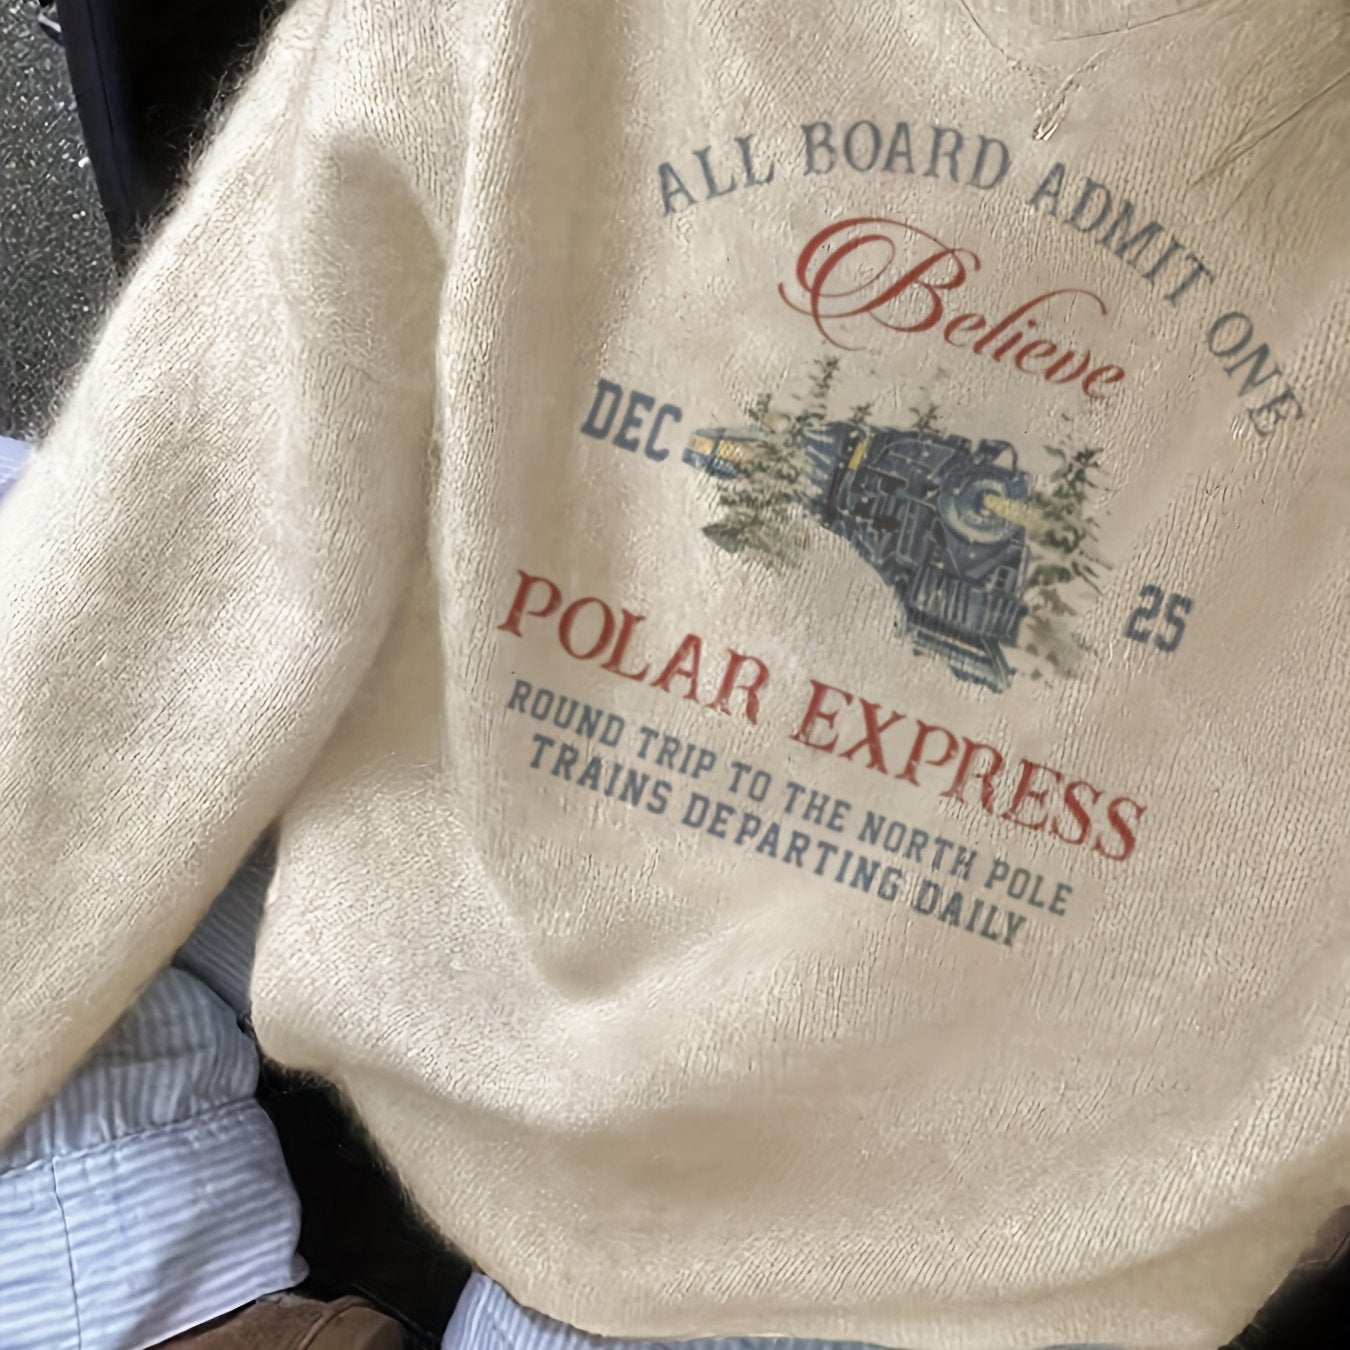 ALL BOARD ADMIT ONE
Believe
DEC
25
POLAR EXPRESS
ROUND TRIP TO THE NORTH POLE
TRAINS DEPARTING DAILY